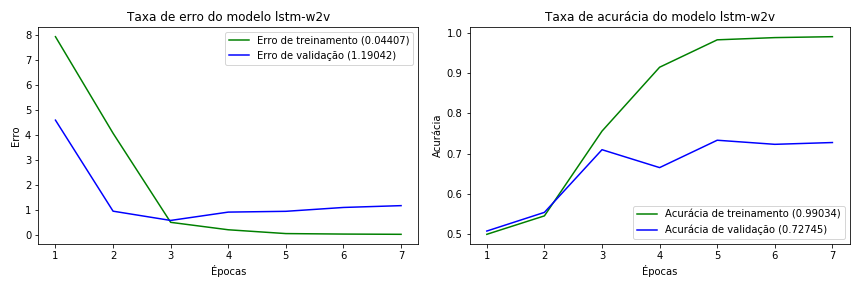 Taxa de erro do modelo lstm-w2v
8
7
6
5
4
3
2
1
0
Erro
Erro de treinamento (0.04407)
Erro de validação (1.19042)
1 2 3 4 5 6 7
Épocas
Taxa de acurácia do modelo lstm-w2v
1.0
0.9
0.8
0.7
0.6
0.5
Acurácia
Acurácia de treinamento (0.99034)
Acurácia de validação (0.72745)
1 2 3 4 5 6 7
Épocas